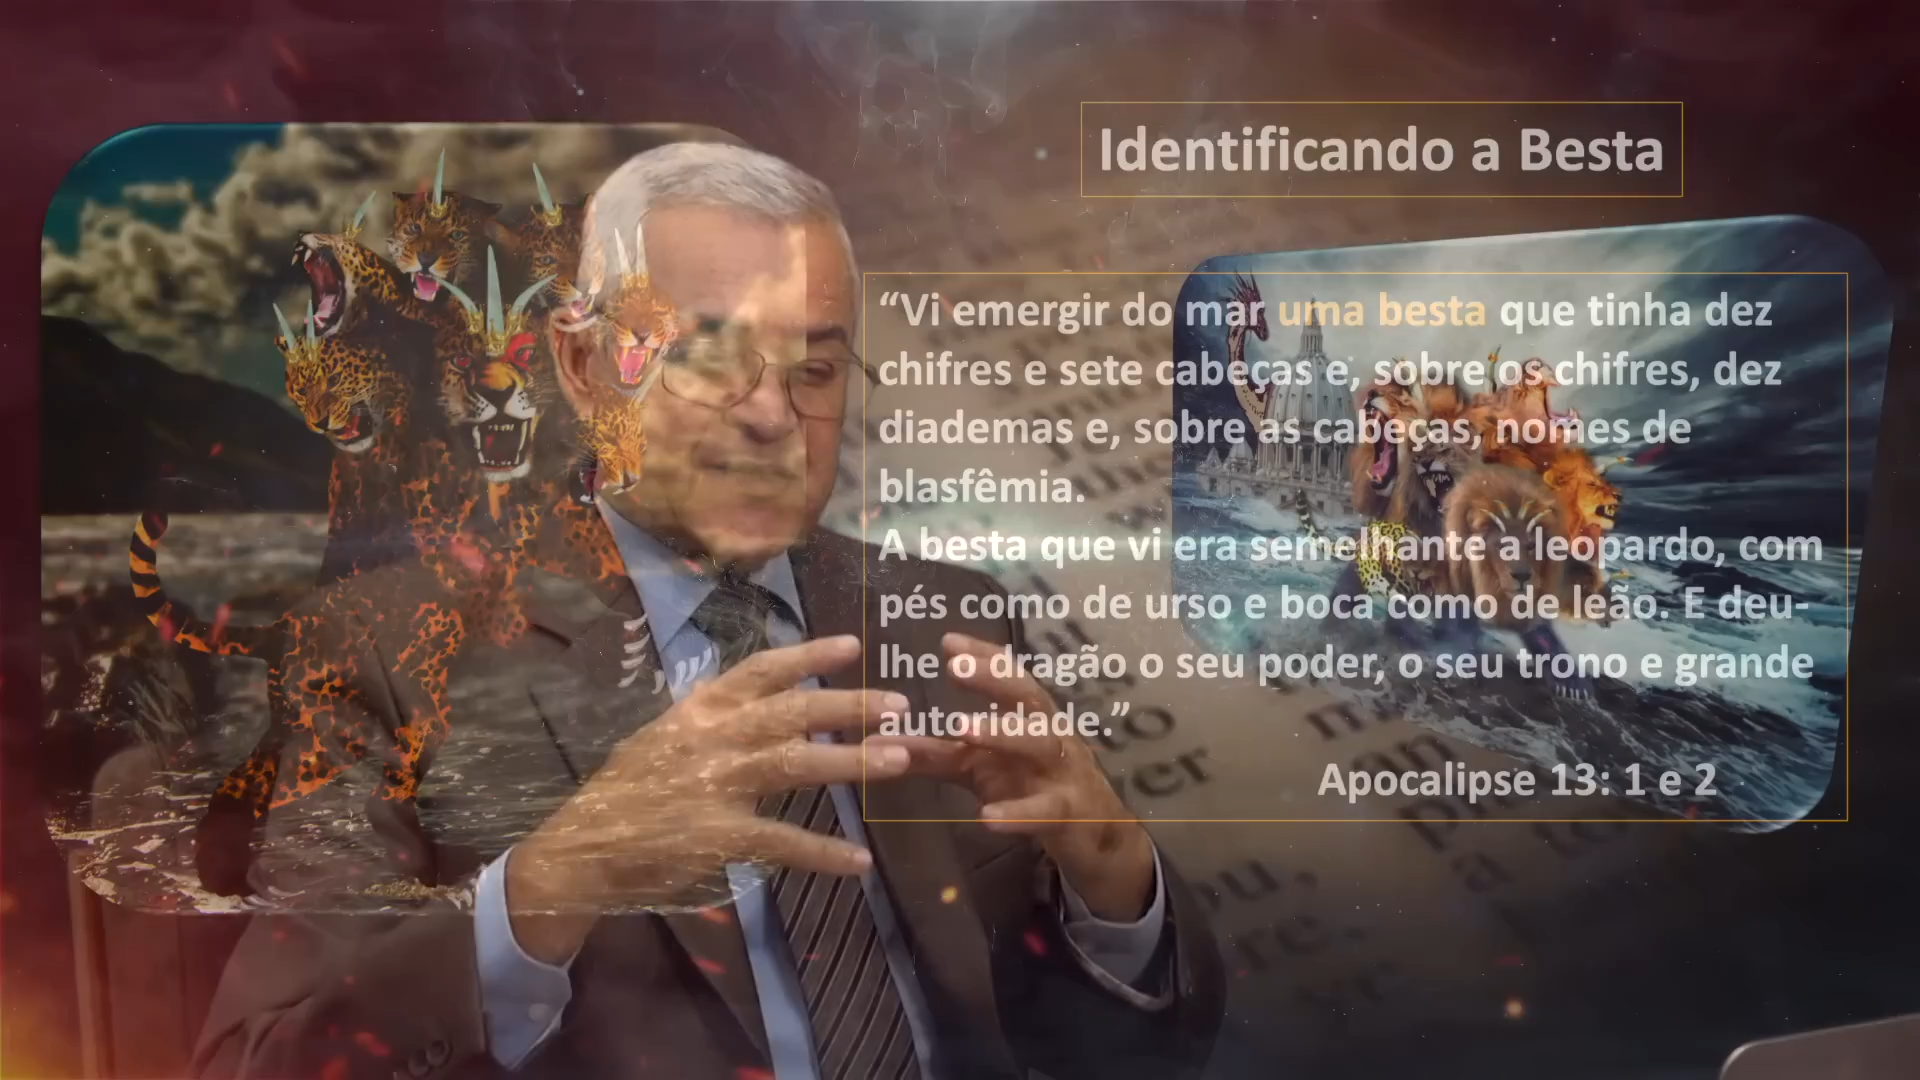 Identificando a Besta
“Vi emergir do mar uma besta que tinha dez
chifres e sete cabeças e, sobre os chifres, dez
diademas e, sobre as cabeças, nomes de
blasfêmia.
A besta que vi era semelhante a leopardo, com
pés como de urso e boca como de leão. E deu-
lhe o dragão o seu poder, o seu trono e grande
autoridade.”
Apocalipse 13: 1 e 2